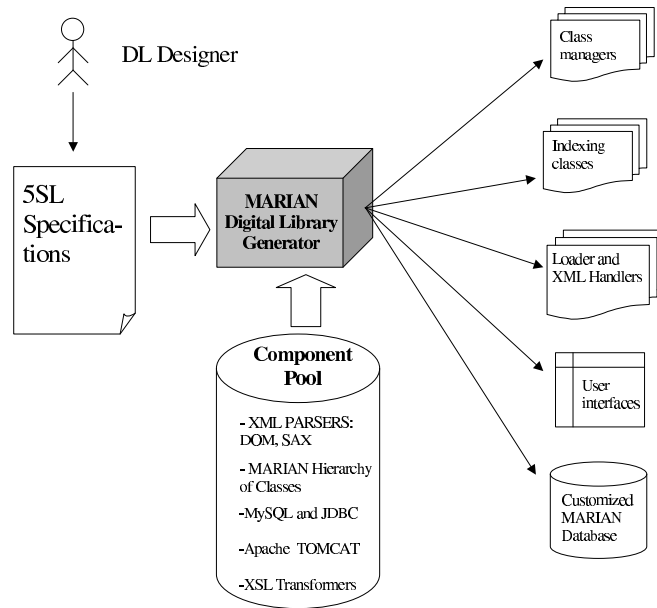 DL Designer
5SL
Specifica-
tions
MARIAN
Digital Library
Generator
Component
Pool
- XML PARSERS:
DOM, SAX
- MARIAN Hierarchy
of Classes
-MySQL and JDBC
-Apache TOMCAT
-XSL Transformers
Class
managers
Indexing
classes
Loader and
XML Handlers
User
interfaces
Customized
MARIAN
Database